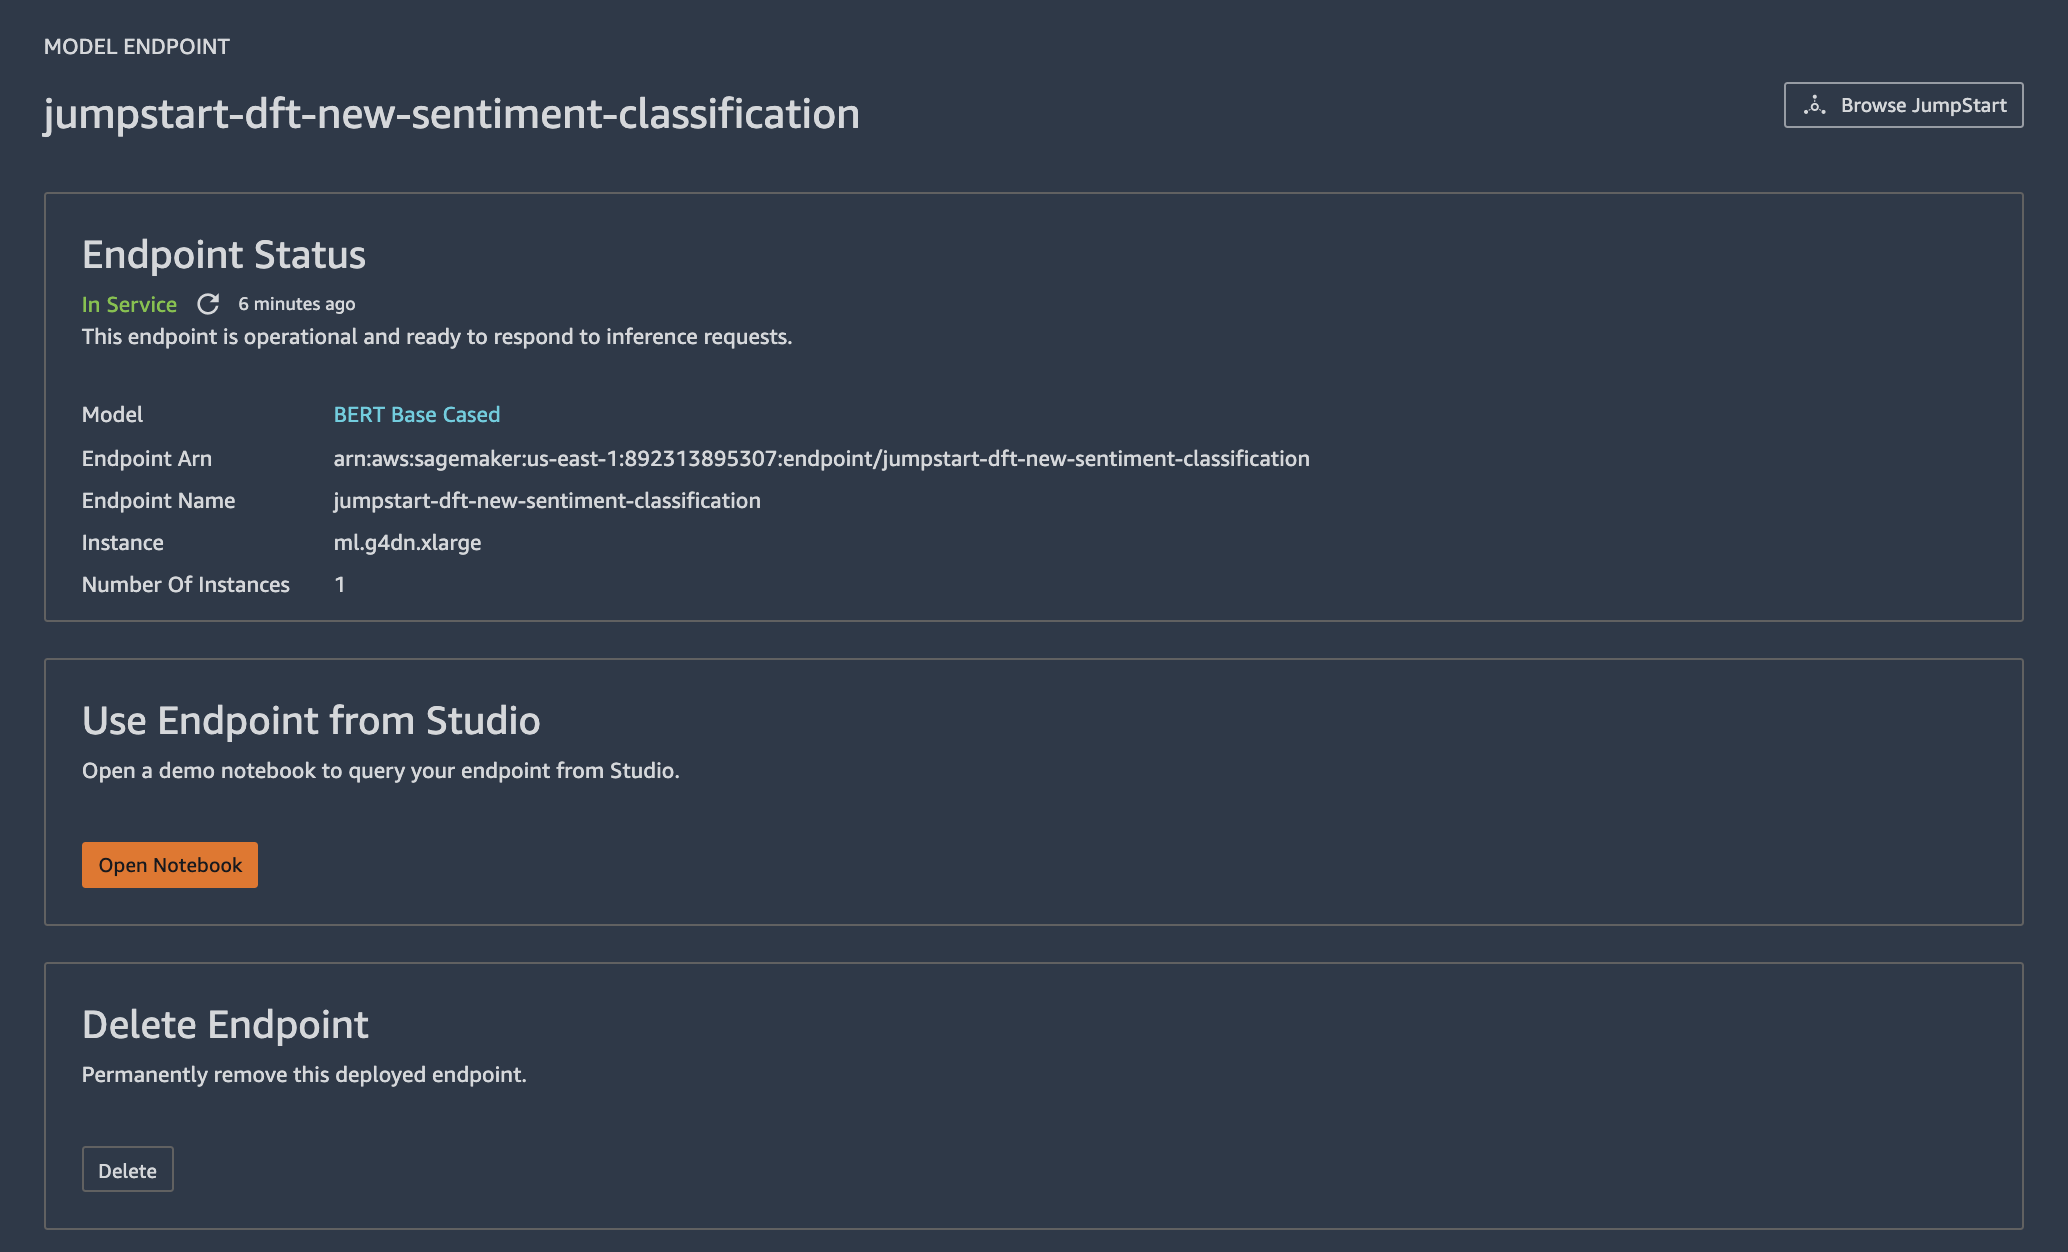 MODEL ENDPOINT
jumpstart-dft-new-sentiment-classification
Browse JumpStart
Endpoint Status
In Service 6 minutes ago
This endpoint is operational and ready to respond to inference requests.
Model BERT Base Cased
Endpoint Arn arn:aws:sagemaker:us-east-1:892313895307:endpoint/jumpstart-dft-new-sentiment-classification
Endpoint Name jumpstart-dft-new-sentiment-classification
Instance ml.g4dn.xlarge
Number Of Instances 1
Use Endpoint from Studio
Open a demo notebook to query your endpoint from Studio.
Open Notebook
Delete Endpoint
Permanently remove this deployed endpoint.
Delete